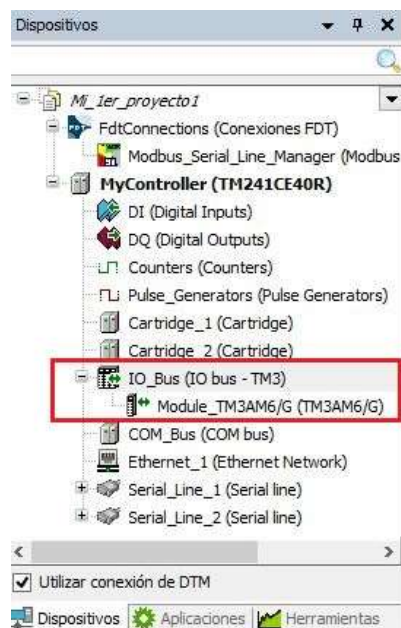 Dispositivos
Mi_1er_proyecto1
FdtConnections (Conexiones FDT)
Modbus_Serial_Line_Manager (Modbus
MyController (TM241CE40R)
DI (Digital Inputs)
DQ (Digital Outputs)
Counters (Counters)
Pulse_Generators (Pulse Generators)
Cartridge_1 (Cartridge)
Cartridge_2 (Cartridge)
IO_Bus (IO bus - TM3)
Module_TM3AM6/G (TM3AM6/G)
COM_Bus (COM bus)
Ethernet_1 (Ethernet Network)
Serial_Line_1 (Serial line)
Serial_Line_2 (Serial line)
Utilizar conexión de DTM
Dispositivos Aplicaciones Herramientas